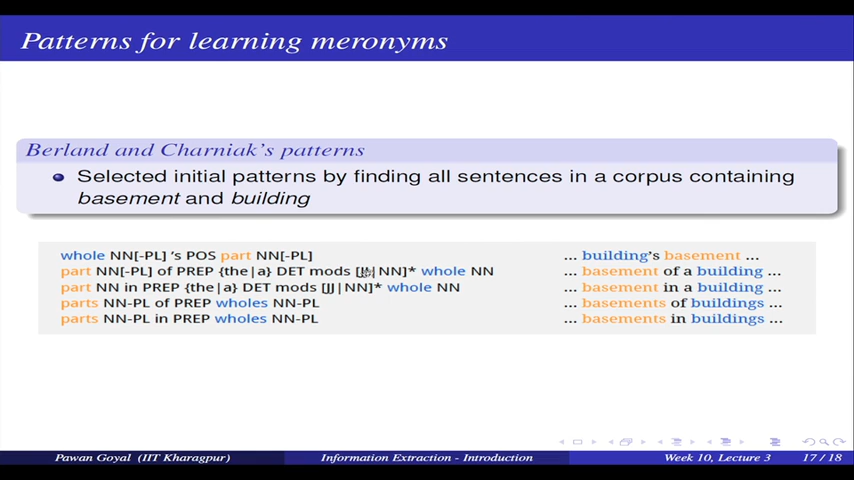 Patterns for learning meronyms
Berland and Charniak's patterns
Selected initial patterns by finding all sentences in a corpus containing
basement and building
whole NN[-PL] 's POS part NN[-PL] ... building's basement ...
part NN[-PL] of PREP {the|a} DET mods [JJ|NN]* whole NN ... basement of a building ...
part NN in PREP {the|a} DET mods [JJ|NN]* whole NN ... basement in a building ...
parts NN-PL of PREP wholes NN-PL ... basements of buildings ...
parts NN-PL in PREP wholes NN-PL ... basements in buildings ...
Pawan Goyal (IIT Kharagpur) Information Extraction - Introduction Week 10, Lecture 3 17 / 18